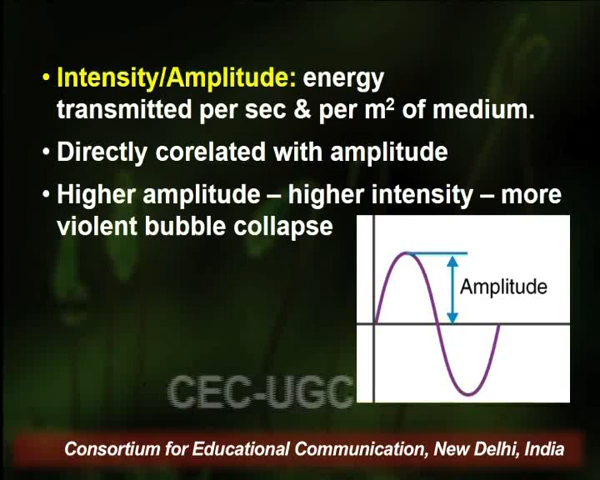 • Intensity/Amplitude: energy
transmitted per sec & per m² of medium.
• Directly corelated with amplitude
• Higher amplitude – higher intensity – more
violent bubble collapse
Amplitude
CEC-UGC
Consortium for Educational Communication, New Delhi, India